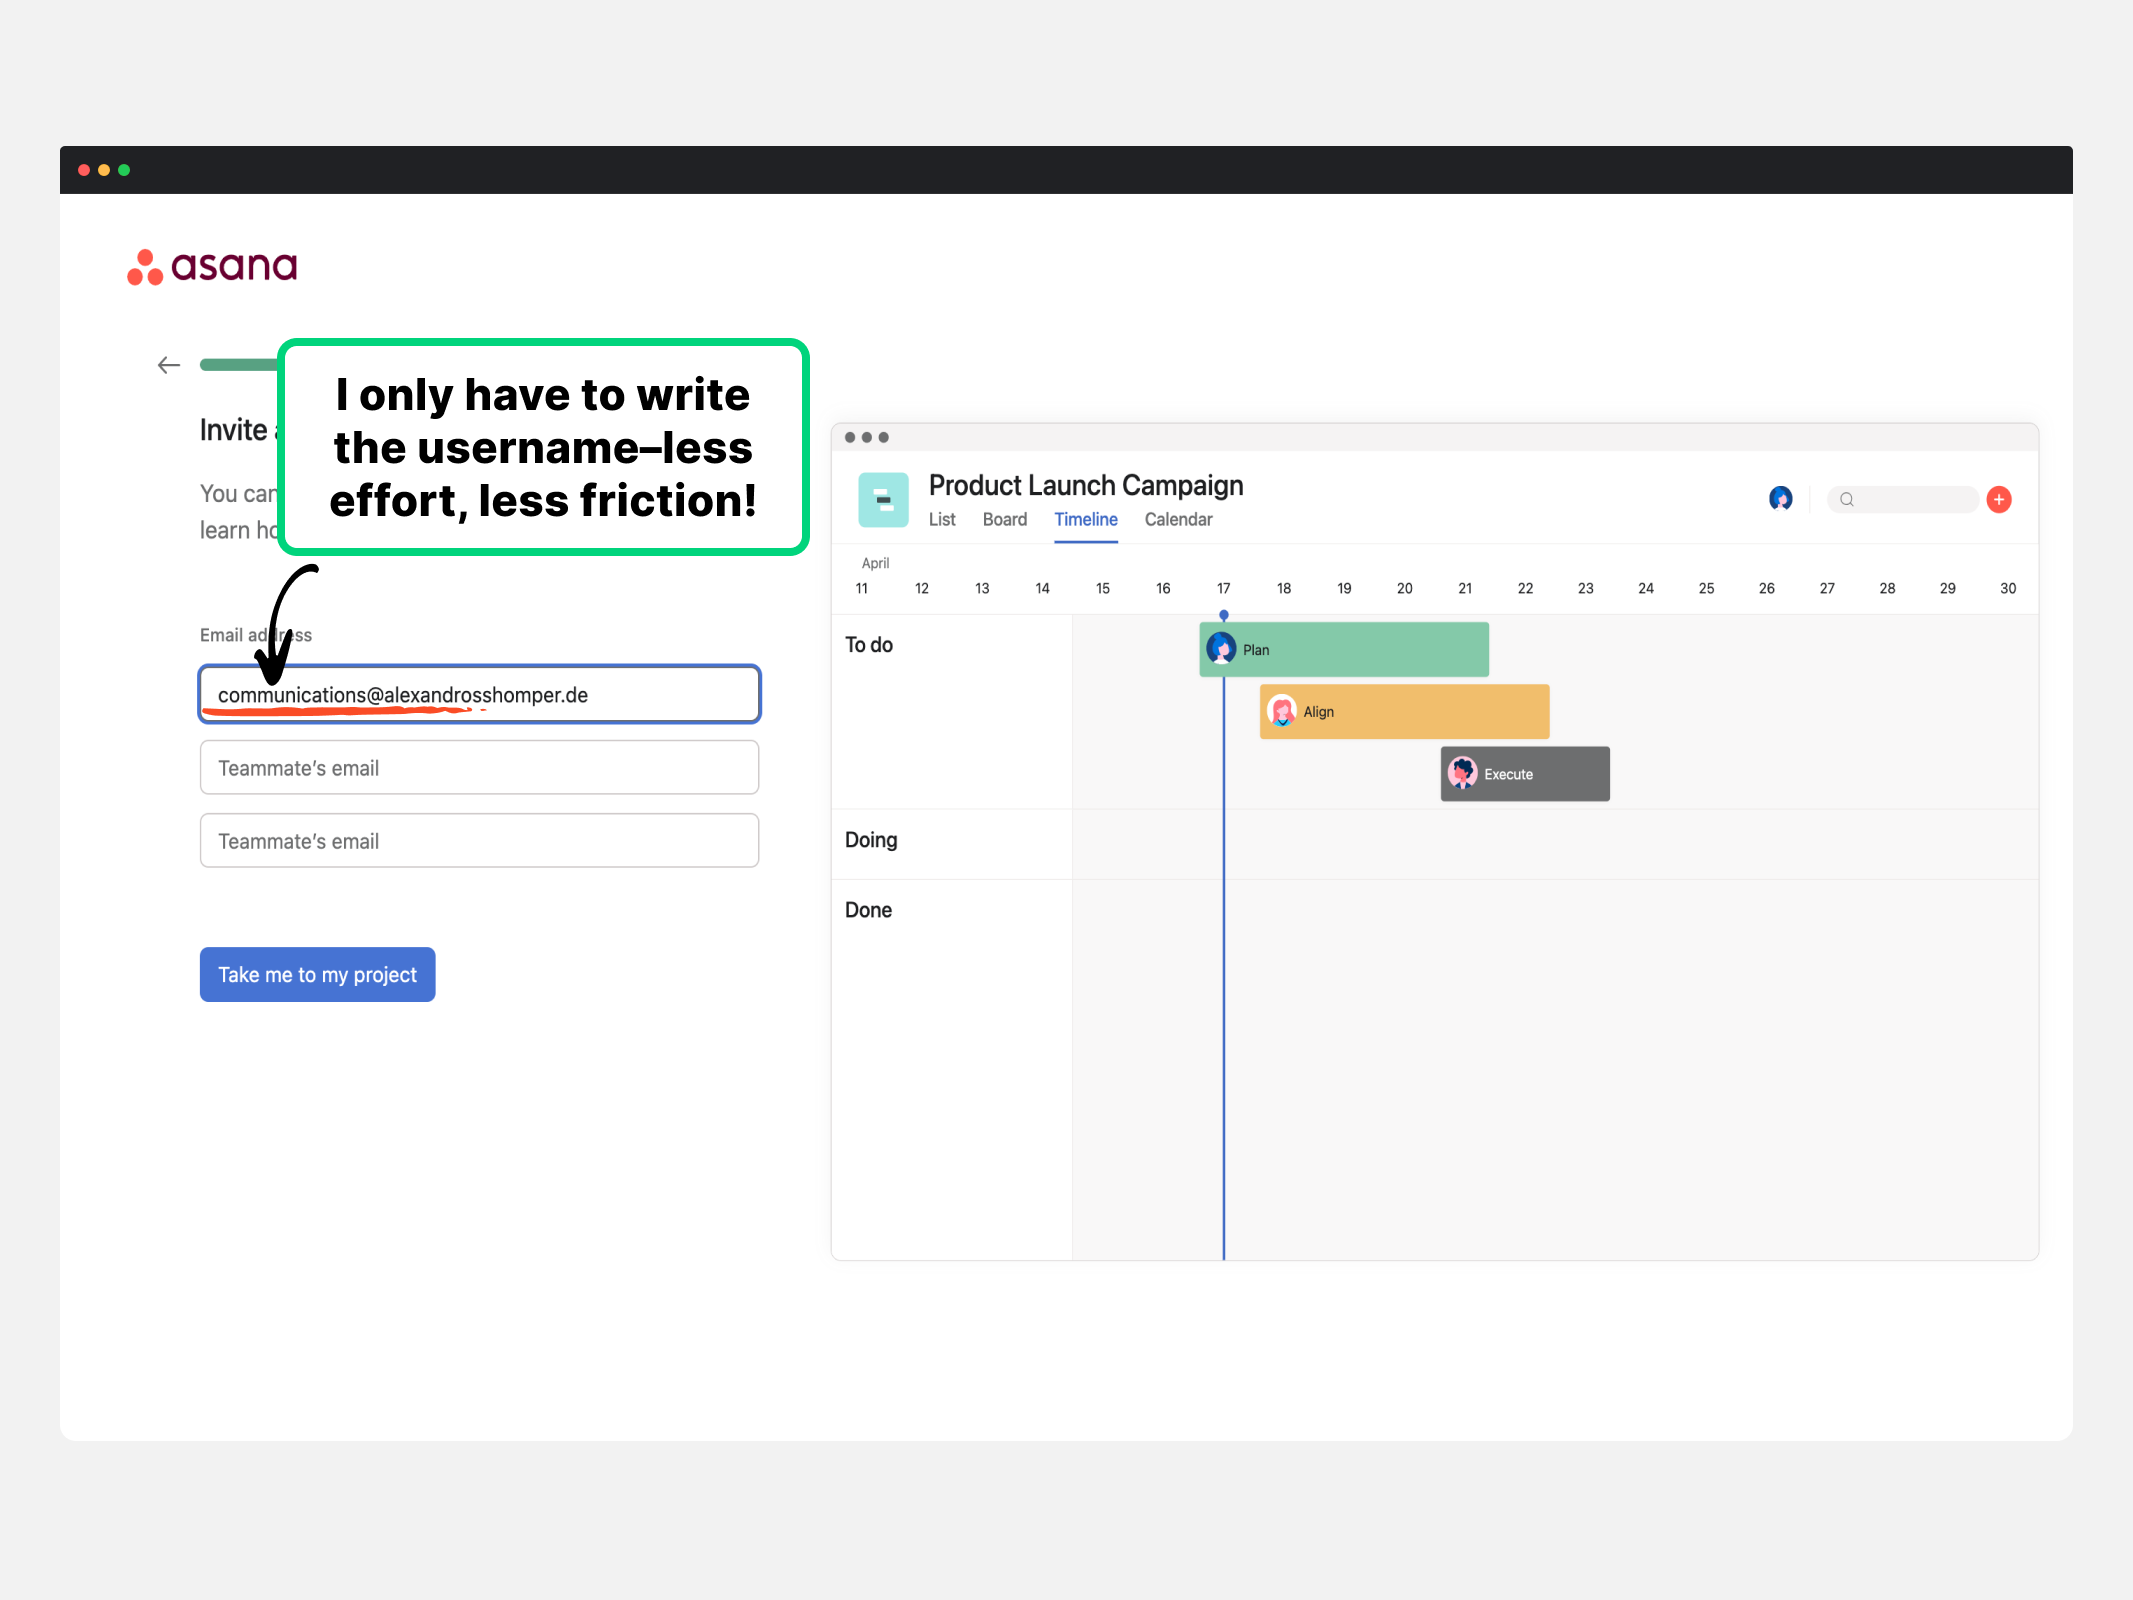 asana
I only have to write
the username–less
effort, less friction!
Invite
You can
learn
Email address
communications@alexandrosshomper.de
Teammate's email
Teammate's email
Take me to my project
Product Launch Campaign
List Board Timeline Calendar
April
11 12 13 14 15 16 17 18 19 20 21 22 23 24 25 26 27 28 29 30
To do
Plan
Align
Execute
Doing
Done